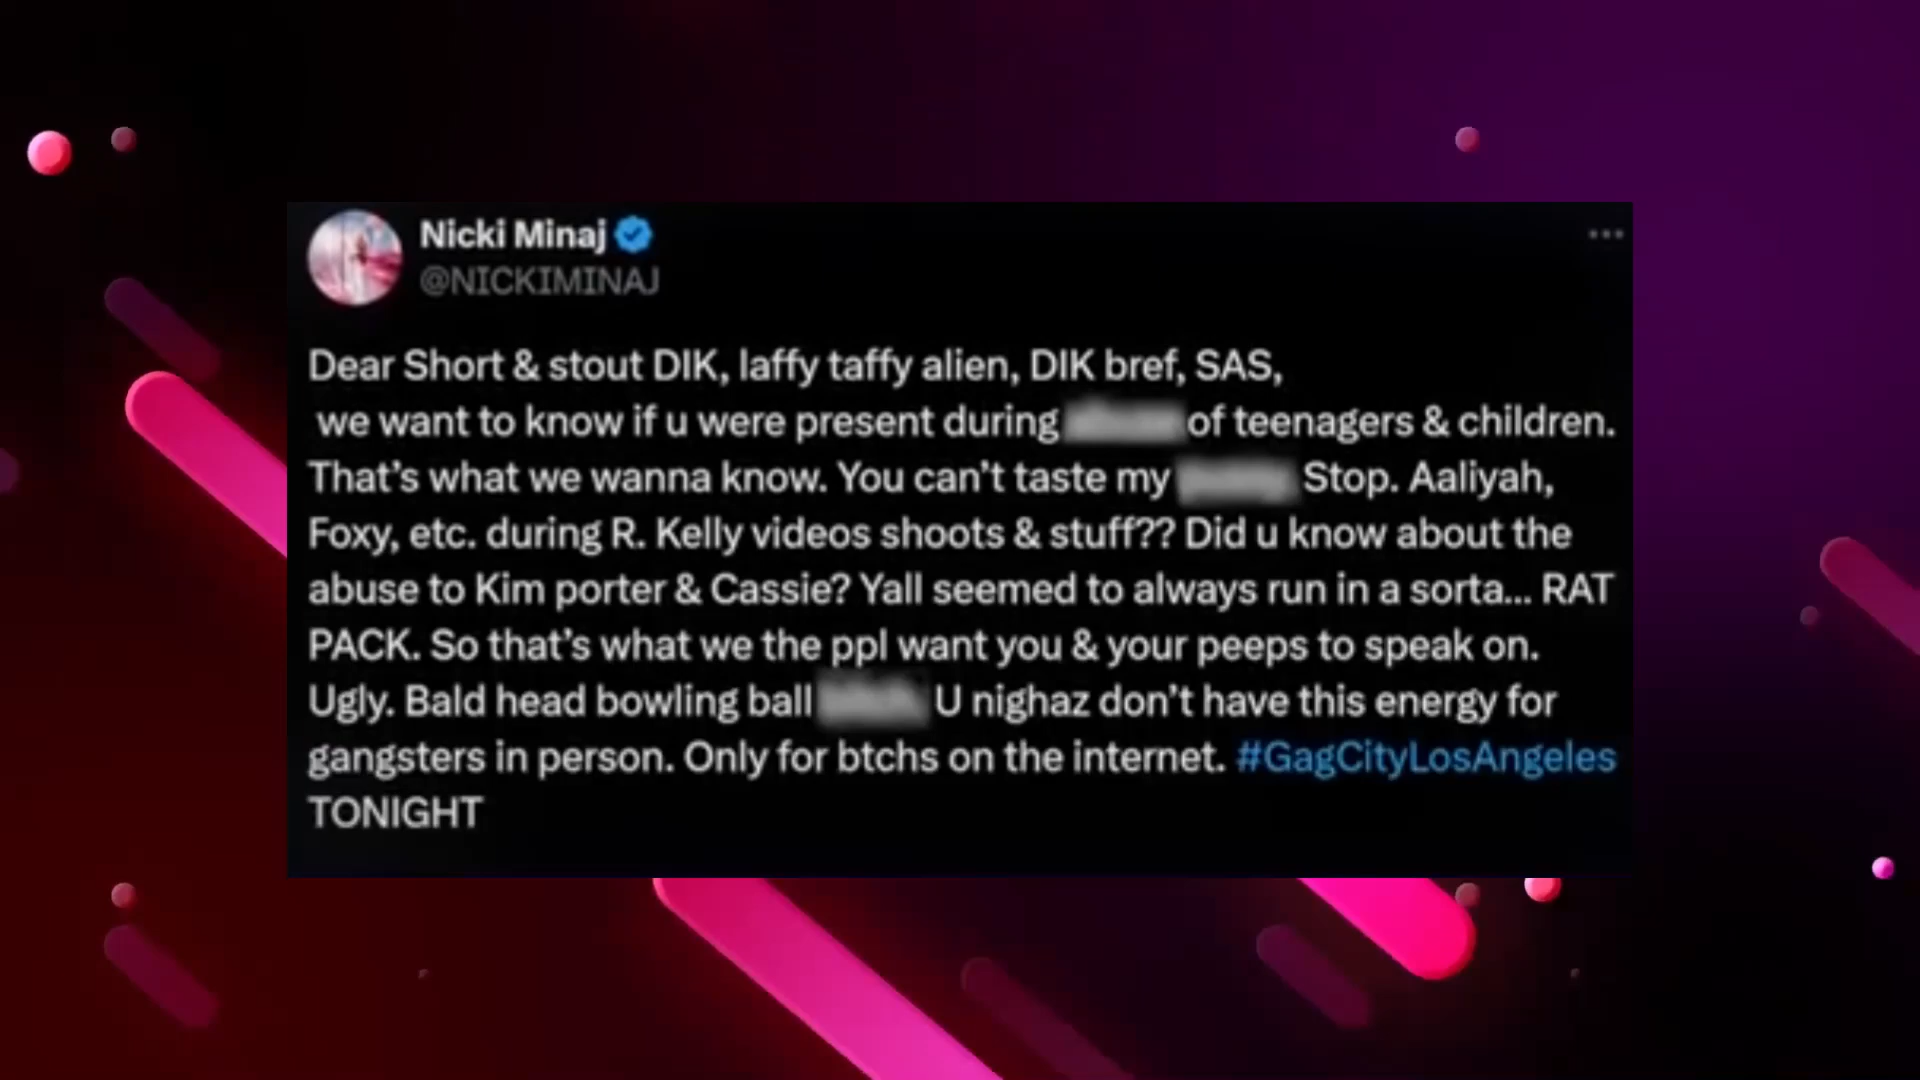 Nicki Minaj
@NICKIMINAJ
Dear Short & stout DIK, laffy taffy alien, DIK bref, SAS,
we want to know if u were present during of teenagers & children.
That's what we wanna know. You can't taste my Stop. Aaliyah,
Foxy, etc. during R. Kelly videos shoots & stuff?? Did u know about the
abuse to Kim porter & Cassie? Yall seemed to always run in a sorta... RAT
PACK. So that's what we the ppl want you & your peeps to speak on.
Ugly. Bald head bowling ball U nighaz don't have this energy for
gangsters in person. Only for btchs on the internet. #GagCityLosAngeles
TONIGHT